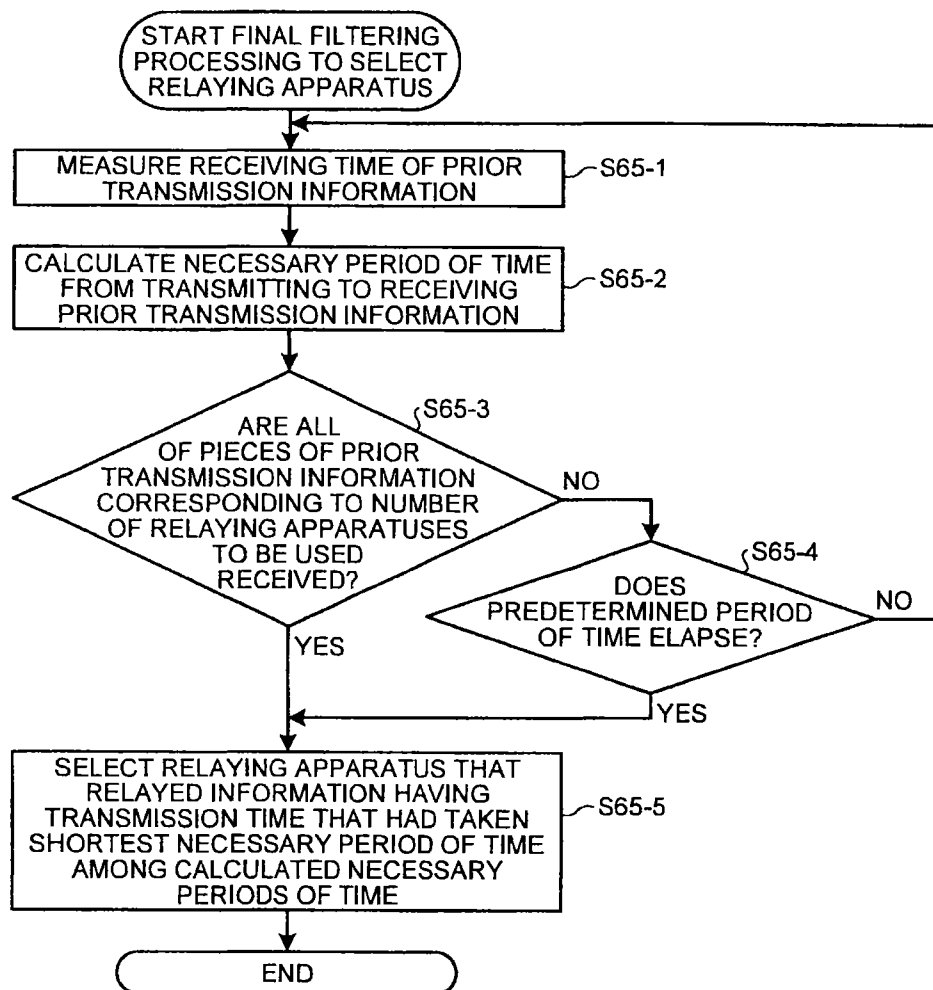 START FINAL FILTERING
PROCESSING TO SELECT
RELAYING APPARATUS
MEASURE RECEIVING TIME OF PRIOR
TRANSMISSION INFORMATION
S65-1
CALCULATE NECESSARY PERIOD OF TIME
FROM TRANSMITTING TO RECEIVING
PRIOR TRANSMISSION INFORMATION
S65-2
S65-3
ARE ALL
OF PIECES OF PRIOR
TRANSMISSION INFORMATION
CORRESPONDING TO NUMBER
OF RELAYING APPARATUSES
TO BE USED
RECEIVED?
NO
YES
S65-4
DOES
PREDETERMINED PERIOD
OF TIME ELAPSE?
NO
YES
SELECT RELAYING APPARATUS THAT
RELAYED INFORMATION HAVING
TRANSMISSION TIME THAT HAD TAKEN
SHORTEST NECESSARY PERIOD OF TIME
AMONG CALCULATED NECESSARY
PERIODS OF TIME
S65-5
END